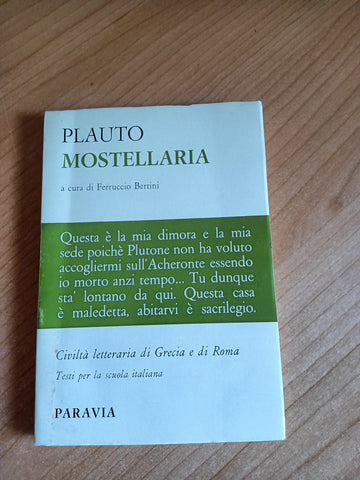 PLAUTO
MOSTELLARIA
a cura di Ferruccio Bertini
Questa è la mia dimora e la mia
sede poichè Plutone non ha voluto
accogliermi sull'Acheronte essendo
io morto anzi tempo... Tu dunque
sta' lontano da qui. Questa casa
è maledetta, abitarvi è sacrilegio.
Civiltà letteraria di Grecia e di Roma
Testi per la scuola italiana
PARAVIA